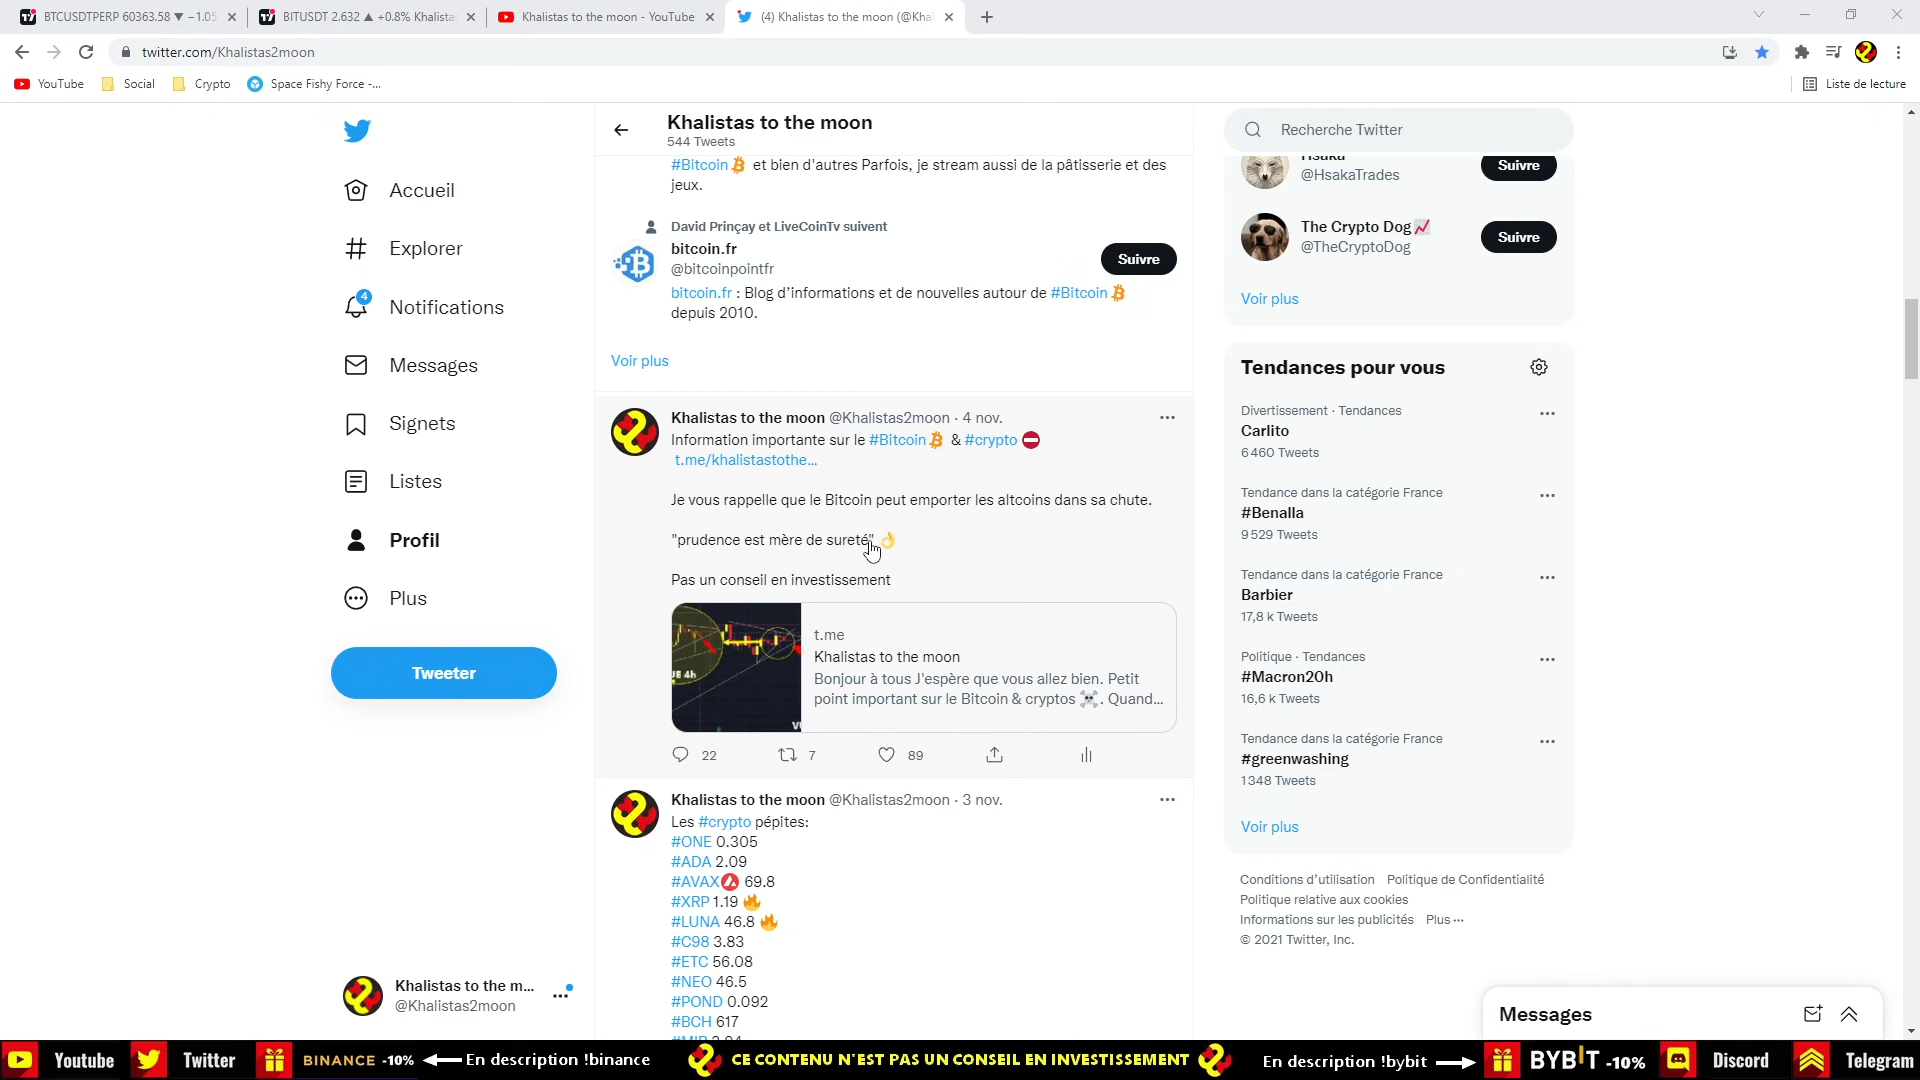 BTCUSDTPERP 60363.58 ▼ −1.05
BITUSDT 2.632 ▲ +0.8% Khalistas
Khalistas to the moon - YouTube
(4) Khalistas to the moon (@Khal
twitter.com/Khalistas2moon
YouTube
Social
Crypto
Space Fishy Force -...
Liste de lecture
Accueil
Explorer
4
Notifications
Messages
Signets
Listes
Profil
Plus
Tweeter
Khalistas to the m...
@Khalistas2moon
Khalistas to the moon
544 Tweets
#Bitcoin et bien d'autres Parfois, je stream aussi de la pâtisserie et des
jeux.
David Prinçay et LiveCoinTv suivent
bitcoin.fr
@bitcoinpointfr
Suivre
bitcoin.fr : Blog d’informations et de nouvelles autour de #Bitcoin
depuis 2010.
Voir plus
Khalistas to the moon @Khalistas2moon · 4 nov.
Information importante sur le #Bitcoin & #crypto ⛔
t.me/khalistastothe...
Je vous rappelle que le Bitcoin peut emporter les altcoins dans sa chute.
"prudence est mère de sureté" 👌
Pas un conseil en investissement
UE 4h
t.me
Khalistas to the moon
Bonjour à tous J'espère que vous allez bien. Petit
point important sur le Bitcoin & cryptos ☠️. Quand...
22
7
89
Khalistas to the moon @Khalistas2moon · 3 nov.
Les #crypto pépites:
#ONE 0.305
#ADA 2.09
#AVAX 69.8
#XRP 1.19 🔥
#LUNA 46.8 🔥
#C98 3.83
#ETC 56.08
#NEO 46.5
#POND 0.092
#BCH 617
Recherche Twitter
Hsaka
@HsakaTrades
Suivre
The Crypto Dog📈
@TheCryptoDog
Suivre
Voir plus
Tendances pour vous
Divertissement · Tendances
Carlito
6 460 Tweets
Tendance dans la catégorie France
#Benalla
9 529 Tweets
Tendance dans la catégorie France
Barbier
17,8 k Tweets
Politique · Tendances
#Macron20h
16,6 k Tweets
Tendance dans la catégorie France
#greenwashing
1 348 Tweets
Voir plus
Conditions d’utilisation Politique de Confidentialité
Politique relative aux cookies
Informations sur les publicités Plus ···
© 2021 Twitter, Inc.
Messages
Youtube
Twitter
BINANCE -10%
En description !binance
CE CONTENU N'EST PAS UN CONSEIL EN INVESTISSEMENT
En description !bybit
BYBIT -10%
Discord
Telegram